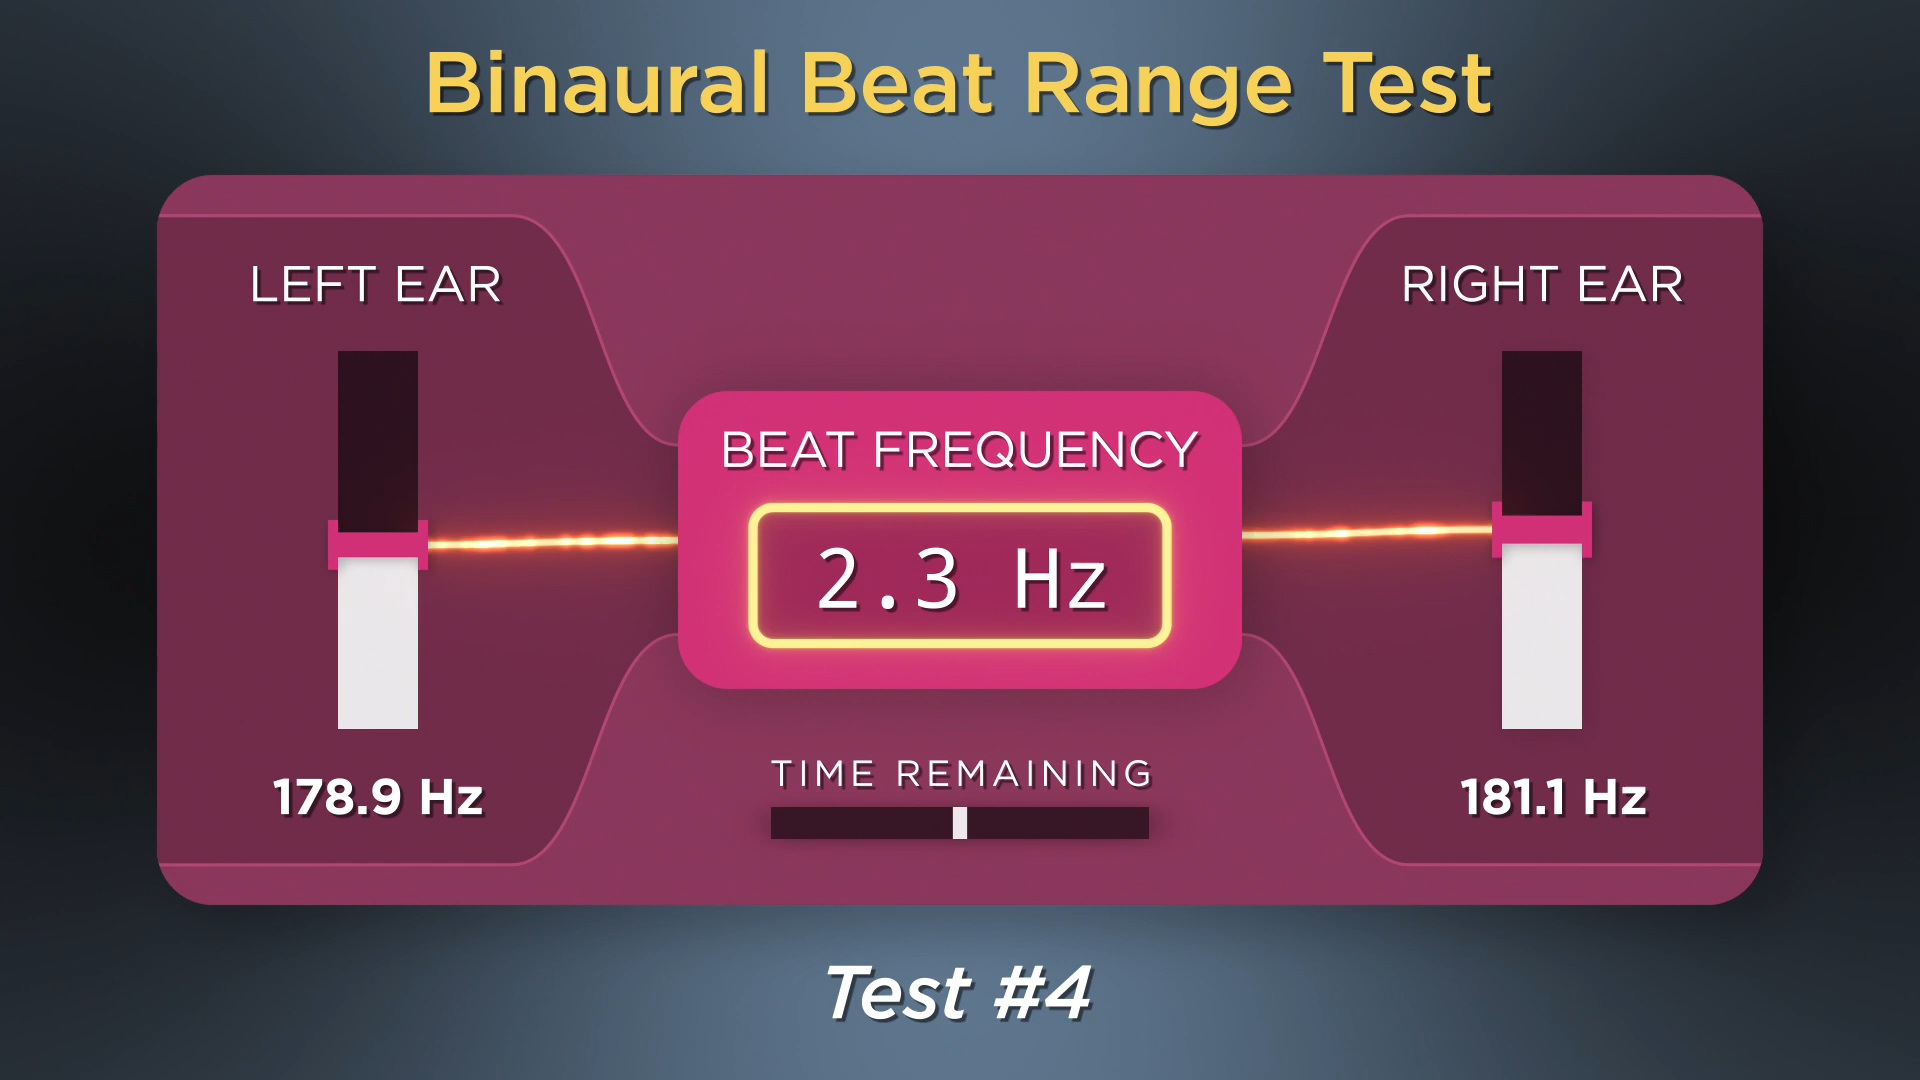 Binaural Beat Range Test
LEFT EAR
RIGHT EAR
BEAT FREQUENCY
2.3 Hz
TIME REMAINING
178.9 Hz
181.1 Hz
Test #4